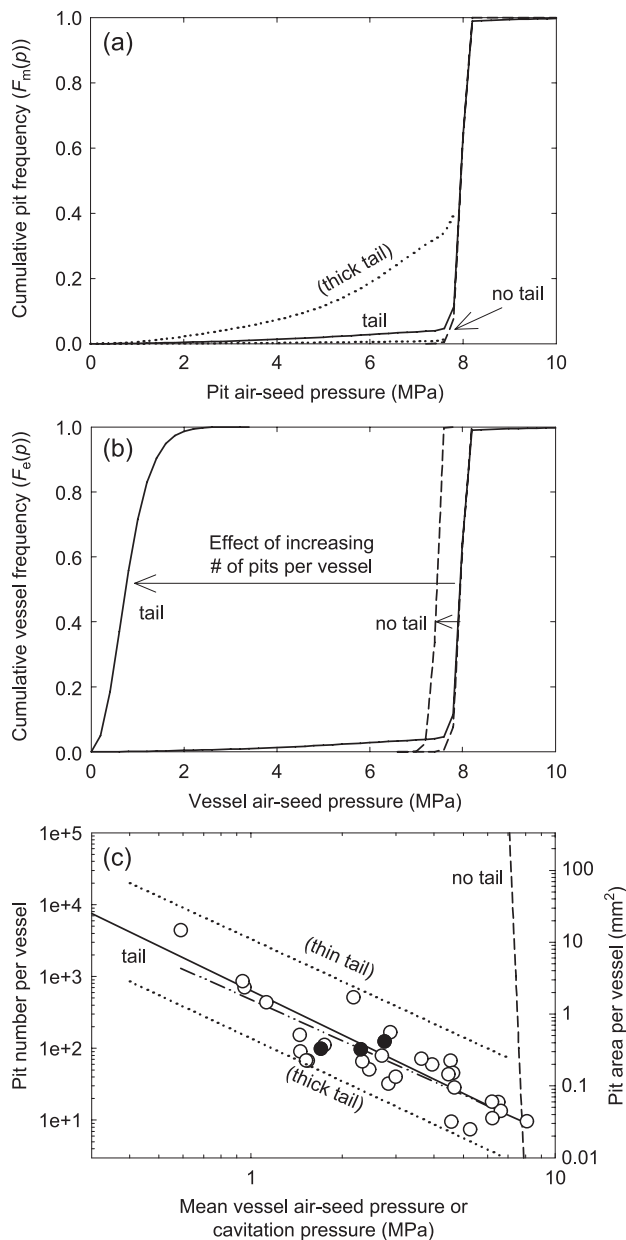 (a)
Cumulative pit frequency (Fm(p))
1.0
0.8
0.6
0.4
0.2
0.0
(thick tail)
tail
no tail
0 2 4 6 8 10
Pit air-seed pressure (MPa)
(b)
Cumulative vessel frequency (Fe(p))
1.0
0.8
0.6
0.4
0.2
0.0
Effect of increasing
# of pits per vessel
tail
no tail
0 2 4 6 8 10
Vessel air-seed pressure (MPa)
(c)
Pit number per vessel
1e+5
1e+4
1e+3
1e+2
1e+1
tail
(thin tail)
(thick tail)
no tail
100
10
1
0.1
0.01
Pit area per vessel (mm²)
1 10
Mean vessel air-seed pressure or
cavitation pressure (MPa)